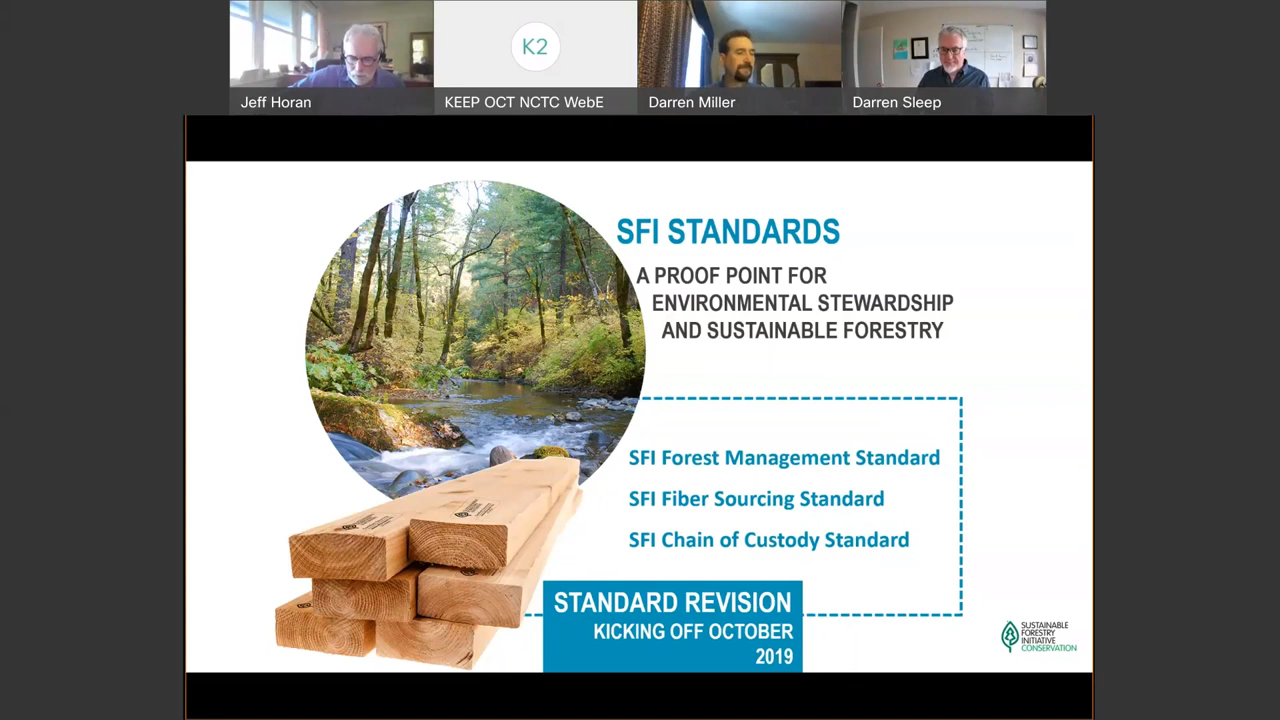 K2
Jeff Horan
KEEP OCT NCTC WebE
Darren Miller
Darren Sleep
SFI STANDARDS
A PROOF POINT FOR
ENVIRONMENTAL STEWARDSHIP
AND SUSTAINABLE FORESTRY
SFI Forest Management Standard
SFI Fiber Sourcing Standard
SFI Chain of Custody Standard
STANDARD REVISION
KICKING OFF OCTOBER
2019
SUSTAINABLE
FORESTRY
INITIATIVE
CONSERVATION